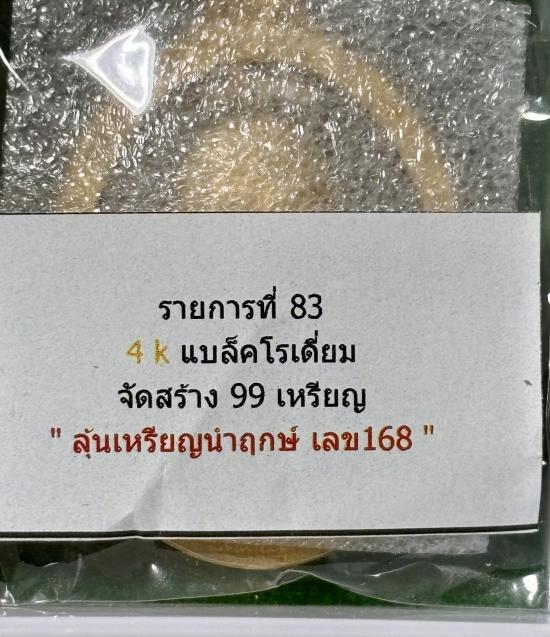 รายการที่ 83
4 k แบล็คโรเดี่ยม
จัดสร้าง 99 เหรียญ
" ลุ้นเหรียญนำฤกษ์ เลข168 "